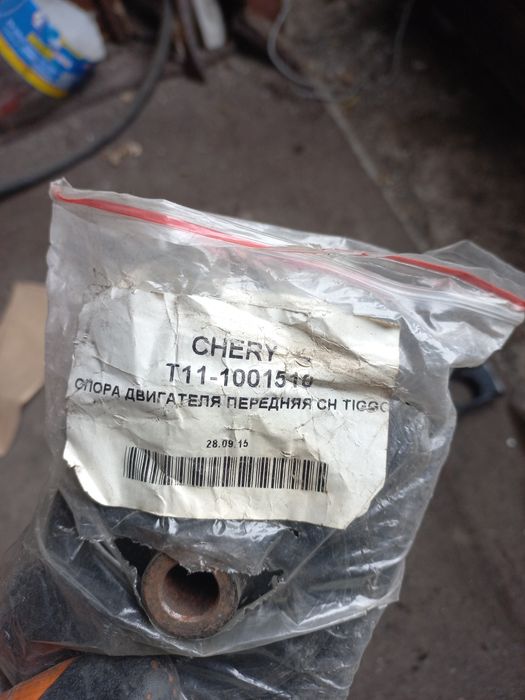 CHERY
T11-1001510
ОПОРА ДВИГАТЕЛЯ ПЕРЕДНЯЯ CH TIGGO
28.09.15